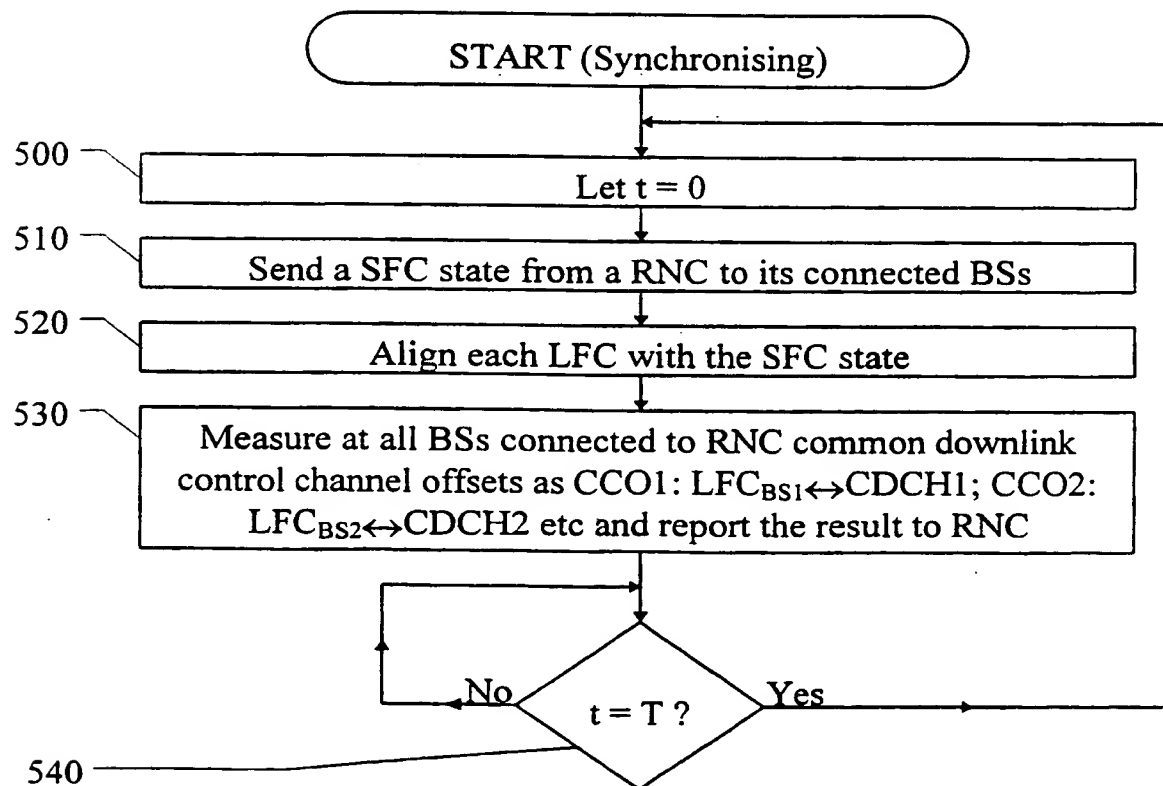 START (Synchronising)
500
Let t = 0
510
Send a SFC state from a RNC to its connected BSs
520
Align each LFC with the SFC state
530
Measure at all BSs connected to RNC common downlink
control channel offsets as CCO1: LFC_BS1↔CDCH1; CCO2:
LFC_BS2↔CDCH2 etc and report the result to RNC
No
t = T ?
Yes
540